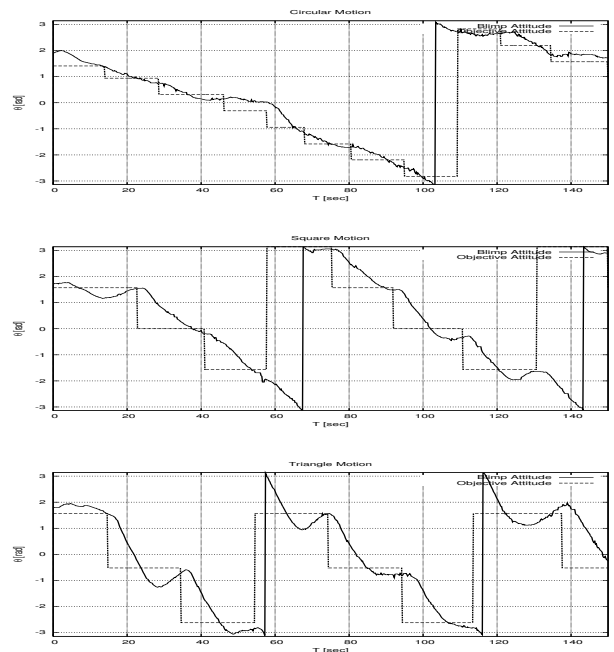 Circular Motion
Blimp Attitude
Objective Attitude
3
2
1
0
-1
-2
-3
θ[rad]
0 20 40 60 80 100 120 140
T [sec]
Square Motion
Blimp Attitude
Objective Attitude
3
2
1
0
-1
-2
-3
θ[rad]
0 20 40 60 80 100 120 140
T [sec]
Triangle Motion
Blimp Attitude
Objective Attitude
3
2
1
0
-1
-2
-3
θ[rad]
0 20 40 60 80 100 120 140
T [sec]